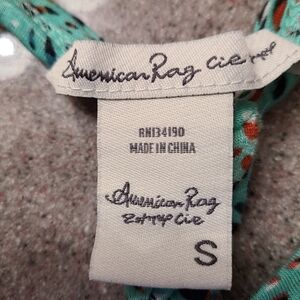 American Rag Cie
RN134190
MADE IN CHINA
American Rag
Cie
S